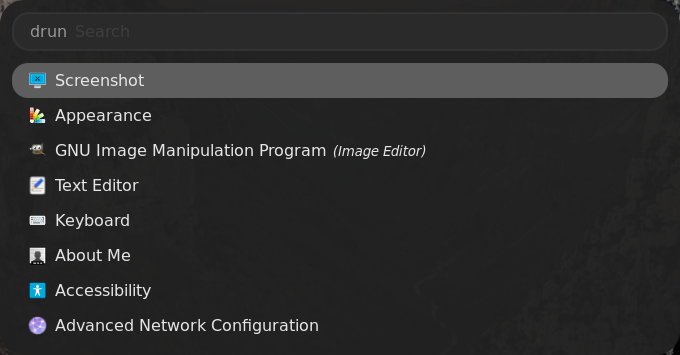 drun Search
Screenshot
Appearance
GNU Image Manipulation Program (Image Editor)
Text Editor
Keyboard
About Me
Accessibility
Advanced Network Configuration